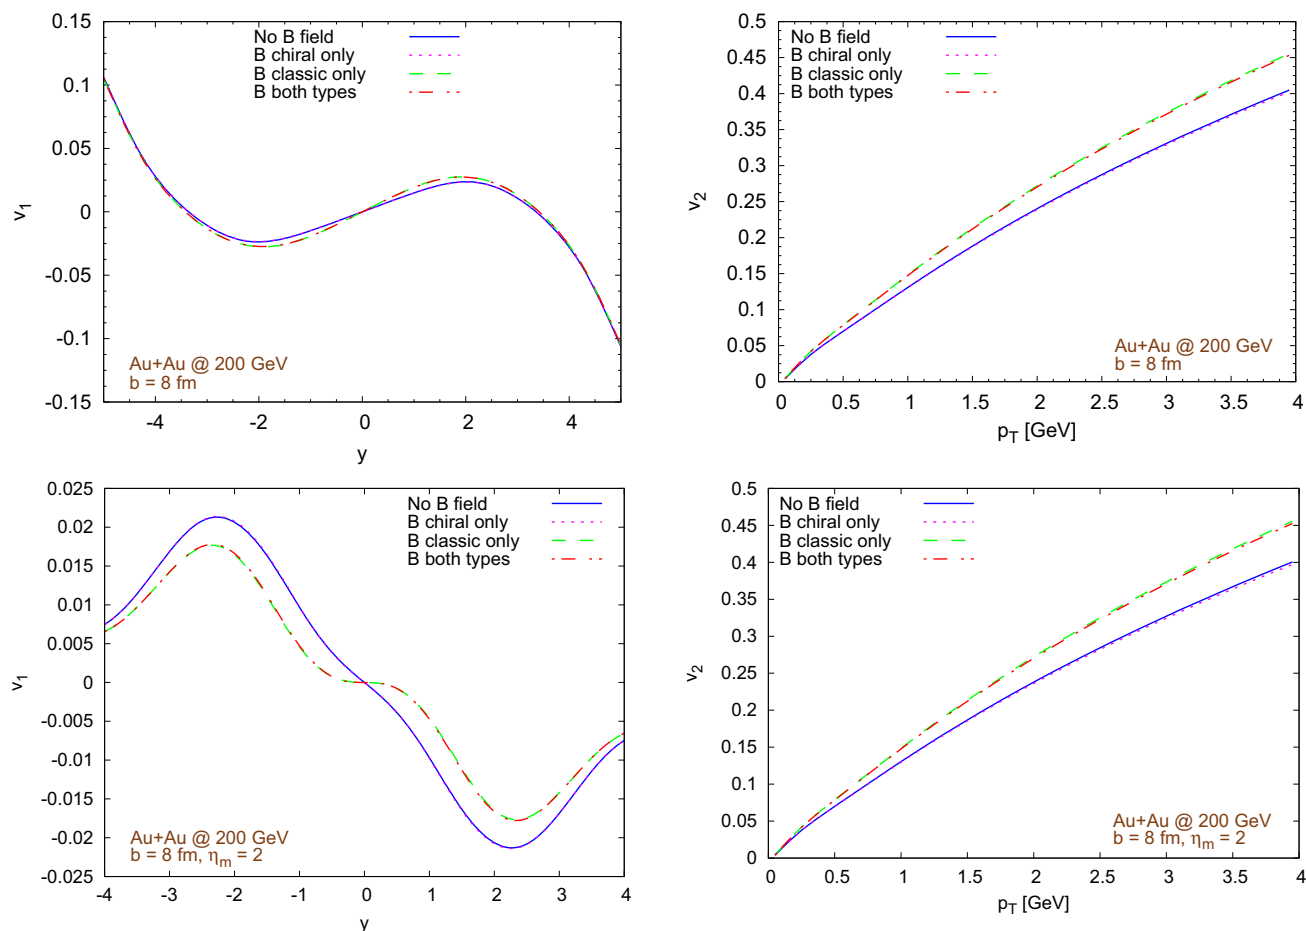 0.15
0.1
0.05
0
-0.05
-0.1
-0.15
v1
No B field
B chiral only
B classic only
B both types
Au+Au @ 200 GeV
b = 8 fm
-4 -2 0 2 4
y
0.5
0.45
0.4
0.35
0.3
0.25
0.2
0.15
0.1
0.05
0
v2
No B field
B chiral only
B classic only
B both types
Au+Au @ 200 GeV
b = 8 fm
0 0.5 1 1.5 2 2.5 3 3.5 4
pT [GeV]
0.025
0.02
0.015
0.01
0.005
0
-0.005
-0.01
-0.015
-0.02
-0.025
v1
No B field
B chiral only
B classic only
B both types
Au+Au @ 200 GeV
b = 8 fm, ηm = 2
-4 -3 -2 -1 0 1 2 3 4
y
0.5
0.45
0.4
0.35
0.3
0.25
0.2
0.15
0.1
0.05
0
v2
No B field
B chiral only
B classic only
B both types
Au+Au @ 200 GeV
b = 8 fm, ηm = 2
0 0.5 1 1.5 2 2.5 3 3.5 4
pT [GeV]